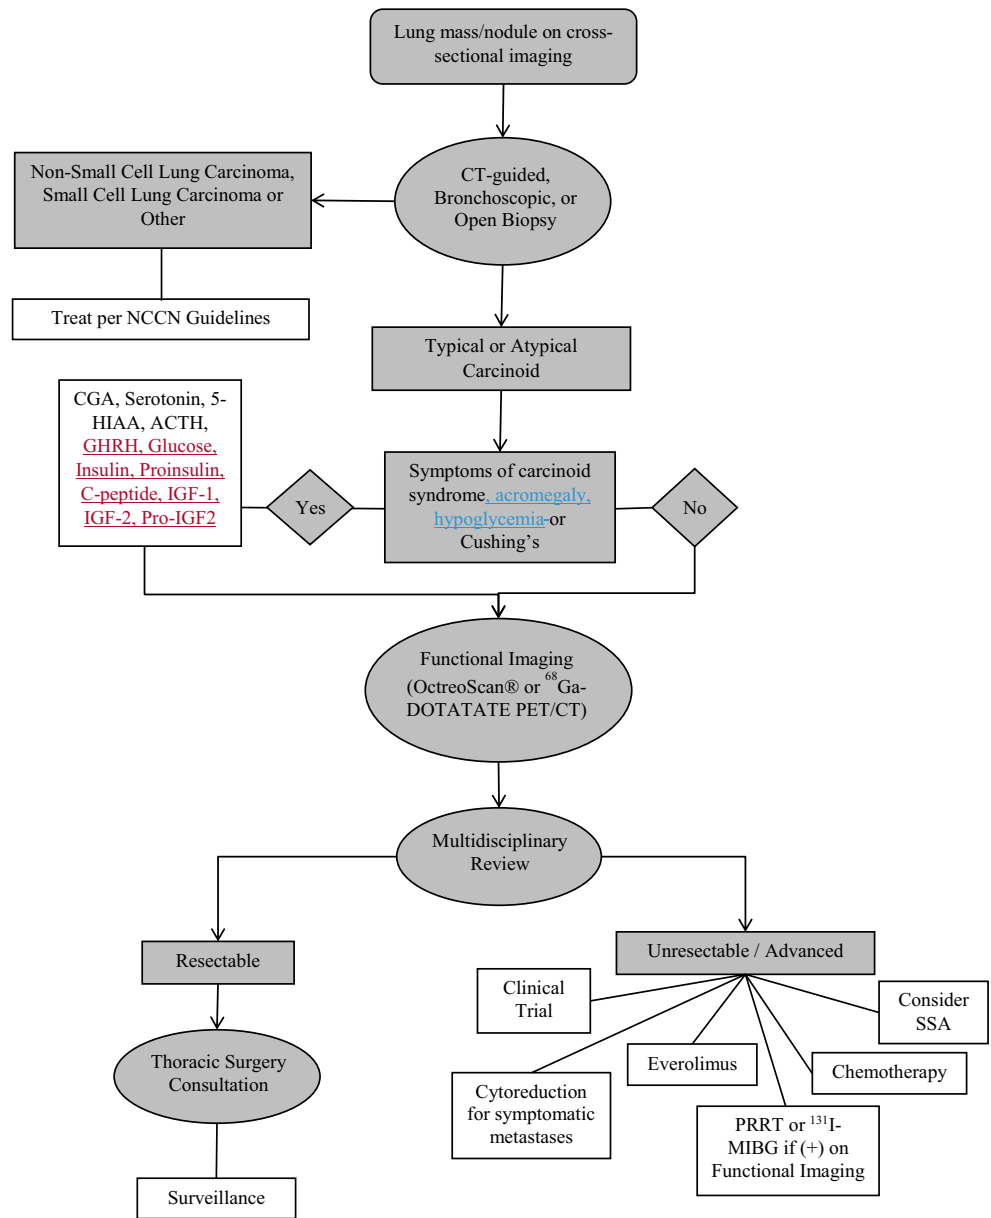 Lung mass/nodule on cross-
sectional imaging
CT-guided,
Bronchoscopic, or
Open Biopsy
Non-Small Cell Lung Carcinoma,
Small Cell Lung Carcinoma or
Other
Treat per NCCN Guidelines
Typical or Atypical
Carcinoid
CGA, Serotonin, 5-
HIAA, ACTH,
GHRH, Glucose,
Insulin, Proinsulin,
C-peptide, IGF-1,
IGF-2, Pro-IGF2
Yes
Symptoms of carcinoid
syndrome, acromegaly,
hypoglycemia-or
Cushing’s
No
Functional Imaging
(OctreoScan® or ⁶⁸Ga-
DOTATATE PET/CT)
Multidisciplinary
Review
Resectable
Thoracic Surgery
Consultation
Surveillance
Unresectable / Advanced
Clinical
Trial
Cytoreduction
for symptomatic
metastases
Everolimus
PRRT or ¹³¹I-
MIBG if (+) on
Functional Imaging
Chemotherapy
Consider
SSA